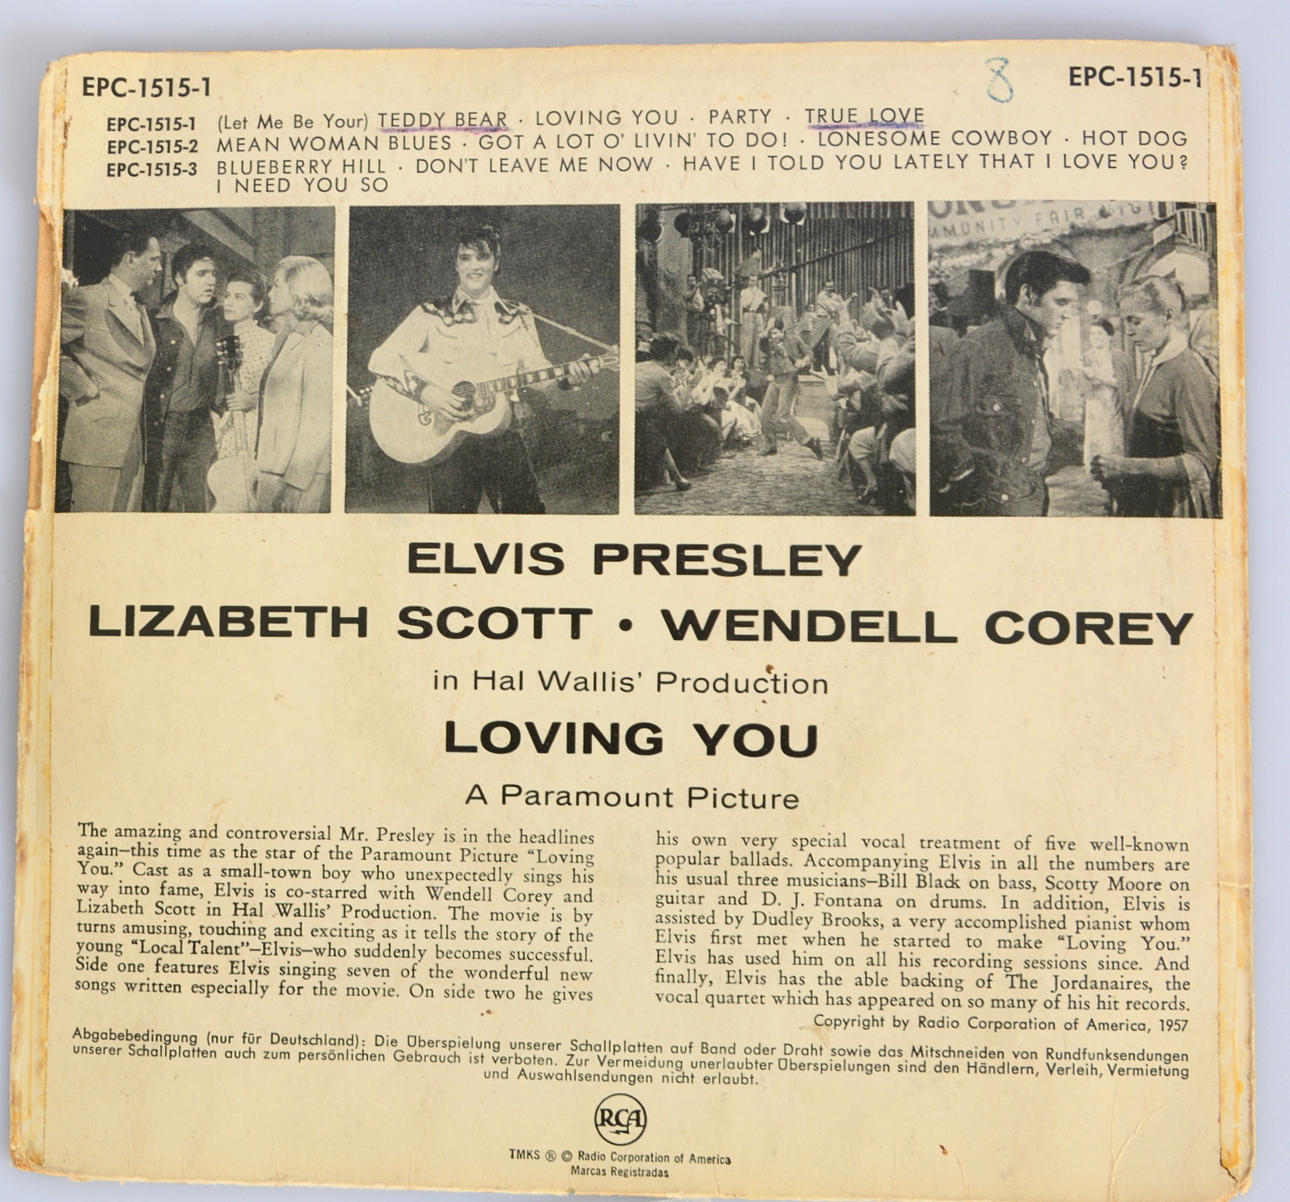 EPC-1515-1
8
EPC-1515-1
EPC-1515-1 (Let Me Be Your) TEDDY BEAR · LOVING YOU · PARTY · TRUE LOVE
EPC-1515-2 MEAN WOMAN BLUES · GOT A LOT O' LIVIN' TO DO! · LONESOME COWBOY · HOT DOG
EPC-1515-3 BLUEBERRY HILL · DON'T LEAVE ME NOW · HAVE I TOLD YOU LATELY THAT I LOVE YOU?
I NEED YOU SO
MMUNITY FAIR
ELVIS PRESLEY
LIZABETH SCOTT • WENDELL COREY
in Hal Wallis' Production
LOVING YOU
A Paramount Picture
The amazing and controversial Mr. Presley is in the headlines
again—this time as the star of the Paramount Picture “Loving
You.” Cast as a small-town boy who unexpectedly sings his
way into fame, Elvis is co-starred with Wendell Corey and
Lizabeth Scott in Hal Wallis' Production. The movie is by
turns amusing, touching and exciting as it tells the story of the
young “Local Talent”—Elvis—who suddenly becomes successful.
Side one features Elvis singing seven of the wonderful new
songs written especially for the movie. On side two he gives
his own very special vocal treatment of five well-known
popular ballads. Accompanying Elvis in all the numbers are
his usual three musicians—Bill Black on bass, Scotty Moore on
guitar and D. J. Fontana on drums. In addition, Elvis is
assisted by Dudley Brooks, a very accomplished pianist whom
Elvis first met when he started to make “Loving You.”
Elvis has used him on all his recording sessions since. And
finally, Elvis has the able backing of The Jordanaires, the
vocal quartet which has appeared on so many of his hit records.
Copyright by Radio Corporation of America, 1957
Abgabebedingung (nur für Deutschland): Die Überspielung unserer Schallplatten auf Band oder Draht sowie das Mitschneiden von Rundfunksendungen
unserer Schallplatten auch zum persönlichen Gebrauch ist verboten. Zur Vermeidung unerlaubter Überspielungen sind den Händlern, Verleih, Vermietung
und Auswahlsendungen nicht erlaubt.
RCA
TMKS ® © Radio Corporation of America
Marcas Registradas